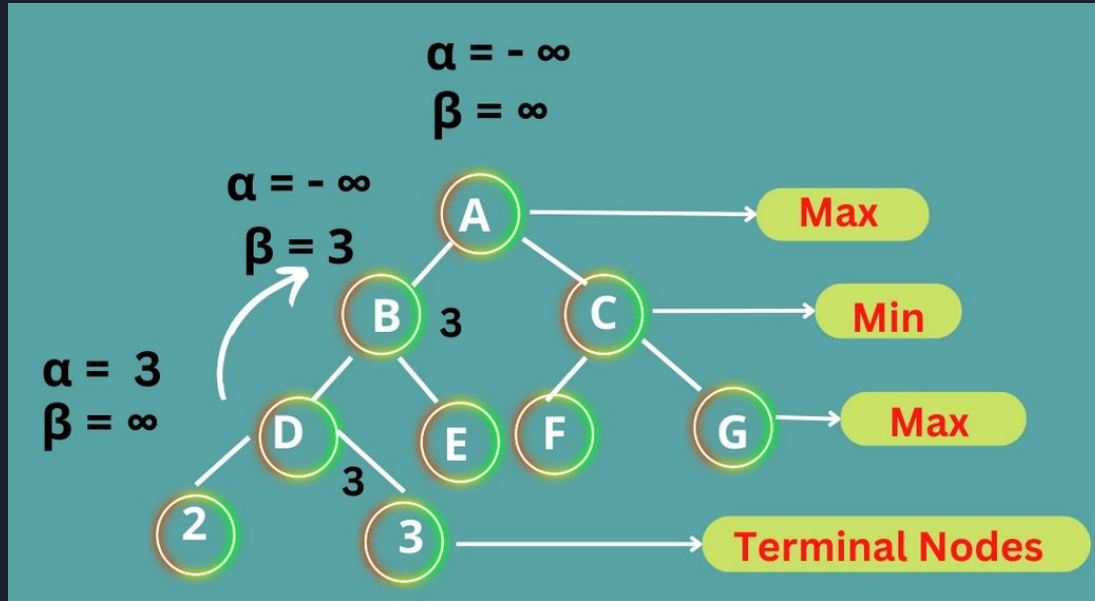 α = - ∞
β = ∞
α = - ∞
β = 3
A
Max
B
3
C
Min
α = 3
β = ∞
D
E
F
G
Max
3
2
3
Terminal Nodes